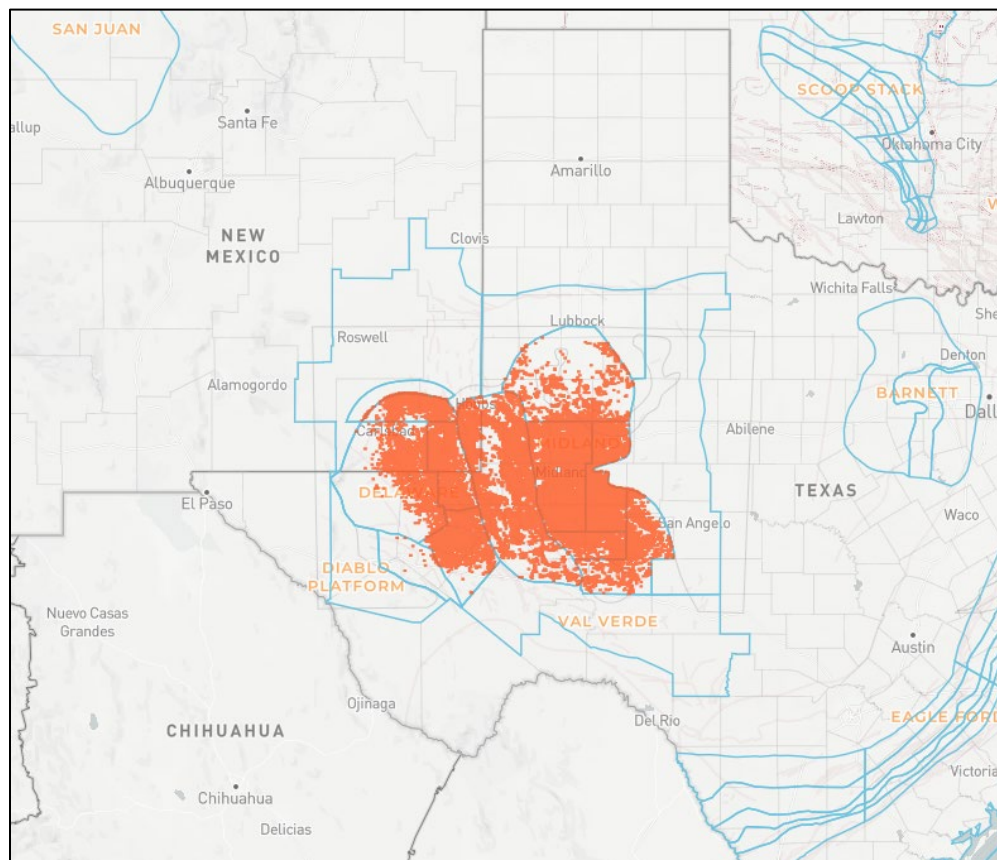 SAN JUAN
Santa Fe
allup
Albuquerque
NEW
MEXICO
Amarillo
SCOOP STACK
Oklahoma City
W
Lawton
Clovis
Wichita Falls
She
Roswell
Lubbock
Denton
Alamogordo
BARNETT
Dall
Hobbs
Carlsbad
MIDLAND
Abilene
Midland
DELAWARE
TEXAS
El Paso
San Angelo
Waco
DIABLO
PLATFORM
Nuevo Casas
Grandes
VAL VERDE
Austin
Ojinaga
Del Rio
EAGLE FORD
CHIHUAHUA
Victoria
Chihuahua
Delicias